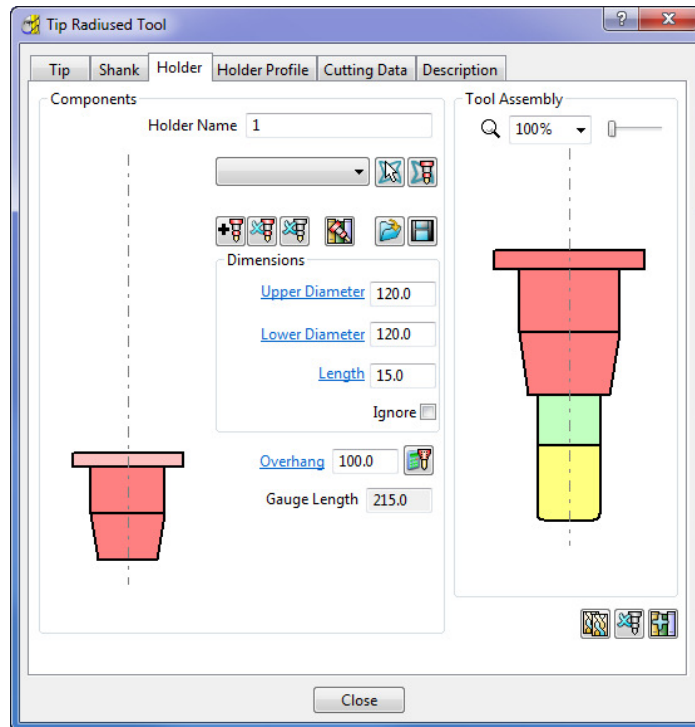 Tip Radiused Tool
Tip Shank Holder Holder Profile Cutting Data Description
Components
Holder Name 1
Dimensions
Upper Diameter 120.0
Lower Diameter 120.0
Length 15.0
Ignore
Overhang 100.0
Gauge Length 215.0
Tool Assembly
100%
Close